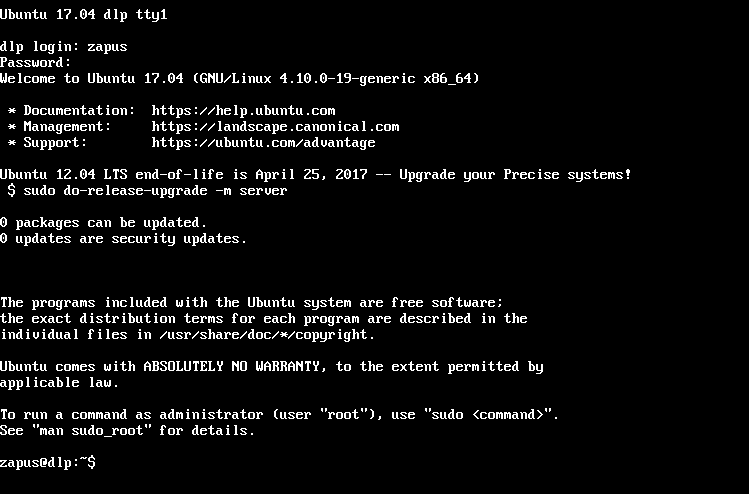 Ubuntu 17.04 dlp tty1
dlp login: zapus
Password:
Welcome to Ubuntu 17.04 (GNU/Linux 4.10.0-19-generic x86_64)
* Documentation:  https://help.ubuntu.com
* Management:     https://landscape.canonical.com
* Support:        https://ubuntu.com/advantage
Ubuntu 12.04 LTS end-of-life is April 25, 2017 -- Upgrade your Precise systems!
$ sudo do-release-upgrade -m server
0 packages can be updated.
0 updates are security updates.
The programs included with the Ubuntu system are free software;
the exact distribution terms for each program are described in the
individual files in /usr/share/doc/*/copyright.
Ubuntu comes with ABSOLUTELY NO WARRANTY, to the extent permitted by
applicable law.
To run a command as administrator (user "root"), use "sudo <command>".
See "man sudo_root" for details.
zapus@dlp:~$